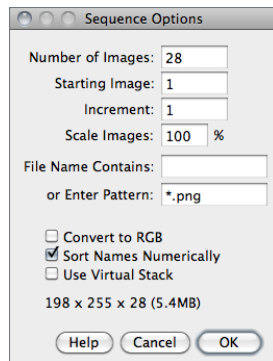 Sequence Options
Number of Images: 28
Starting Image: 1
Increment: 1
Scale Images: 100 %
File Name Contains:
or Enter Pattern: *.png
Convert to RGB
Sort Names Numerically
Use Virtual Stack
198 x 255 x 28 (5.4MB)
Help Cancel OK